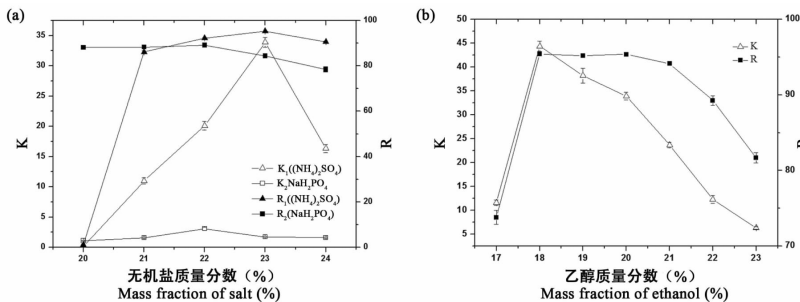 (a)
35
30
25
20
15
10
5
0
K
100
80
60
40
20
0
R
K₁((NH₄)₂SO₄)
K₂NaH₂PO₄
R₁((NH₄)₂SO₄)
R₂(NaH₂PO₄)
20 21 22 23 24
无机盐质量分数（%）
Mass fraction of salt (%)
(b)
50
45
40
35
30
25
20
15
10
5
K
100
90
80
70
K
R
17 18 19 20 21 22 23
乙醇质量分数（%）
Mass fraction of ethanol (%)